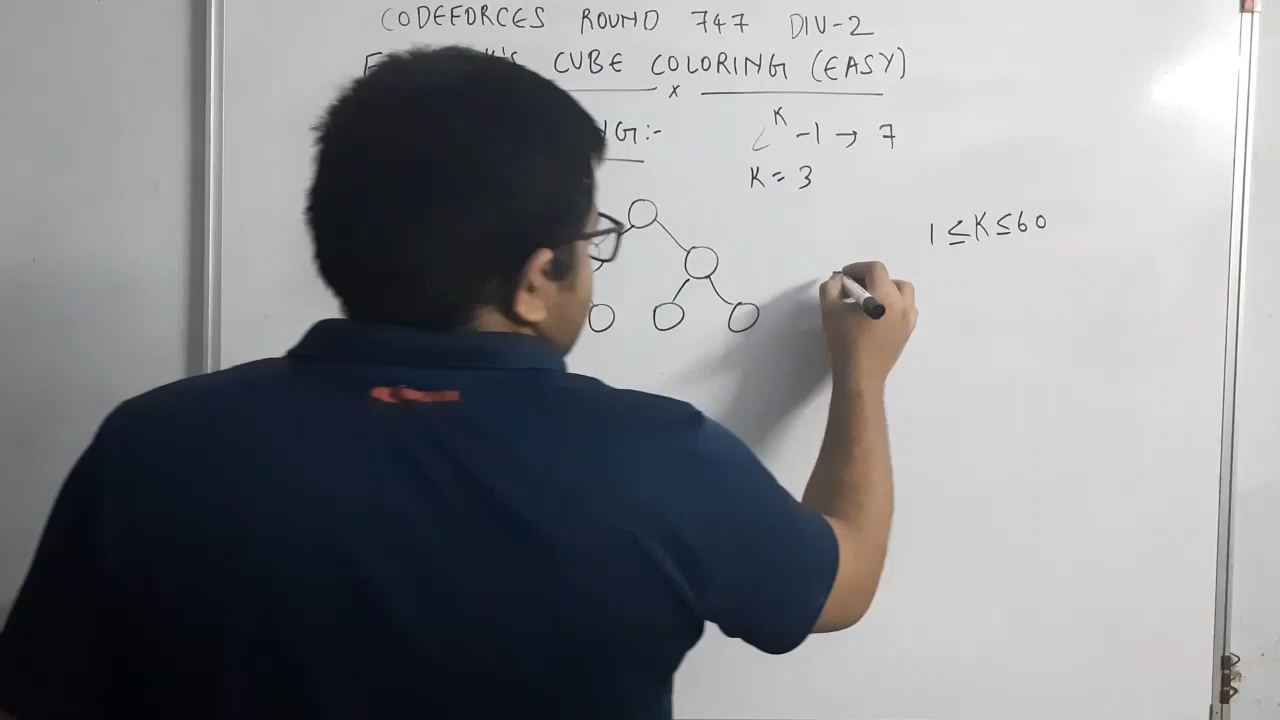 CODEFORCES ROUND 747 DIV-2
CUBE COLORING (EASY)
x
2^K -1 → 7
K = 3
1 ≤ K ≤ 60